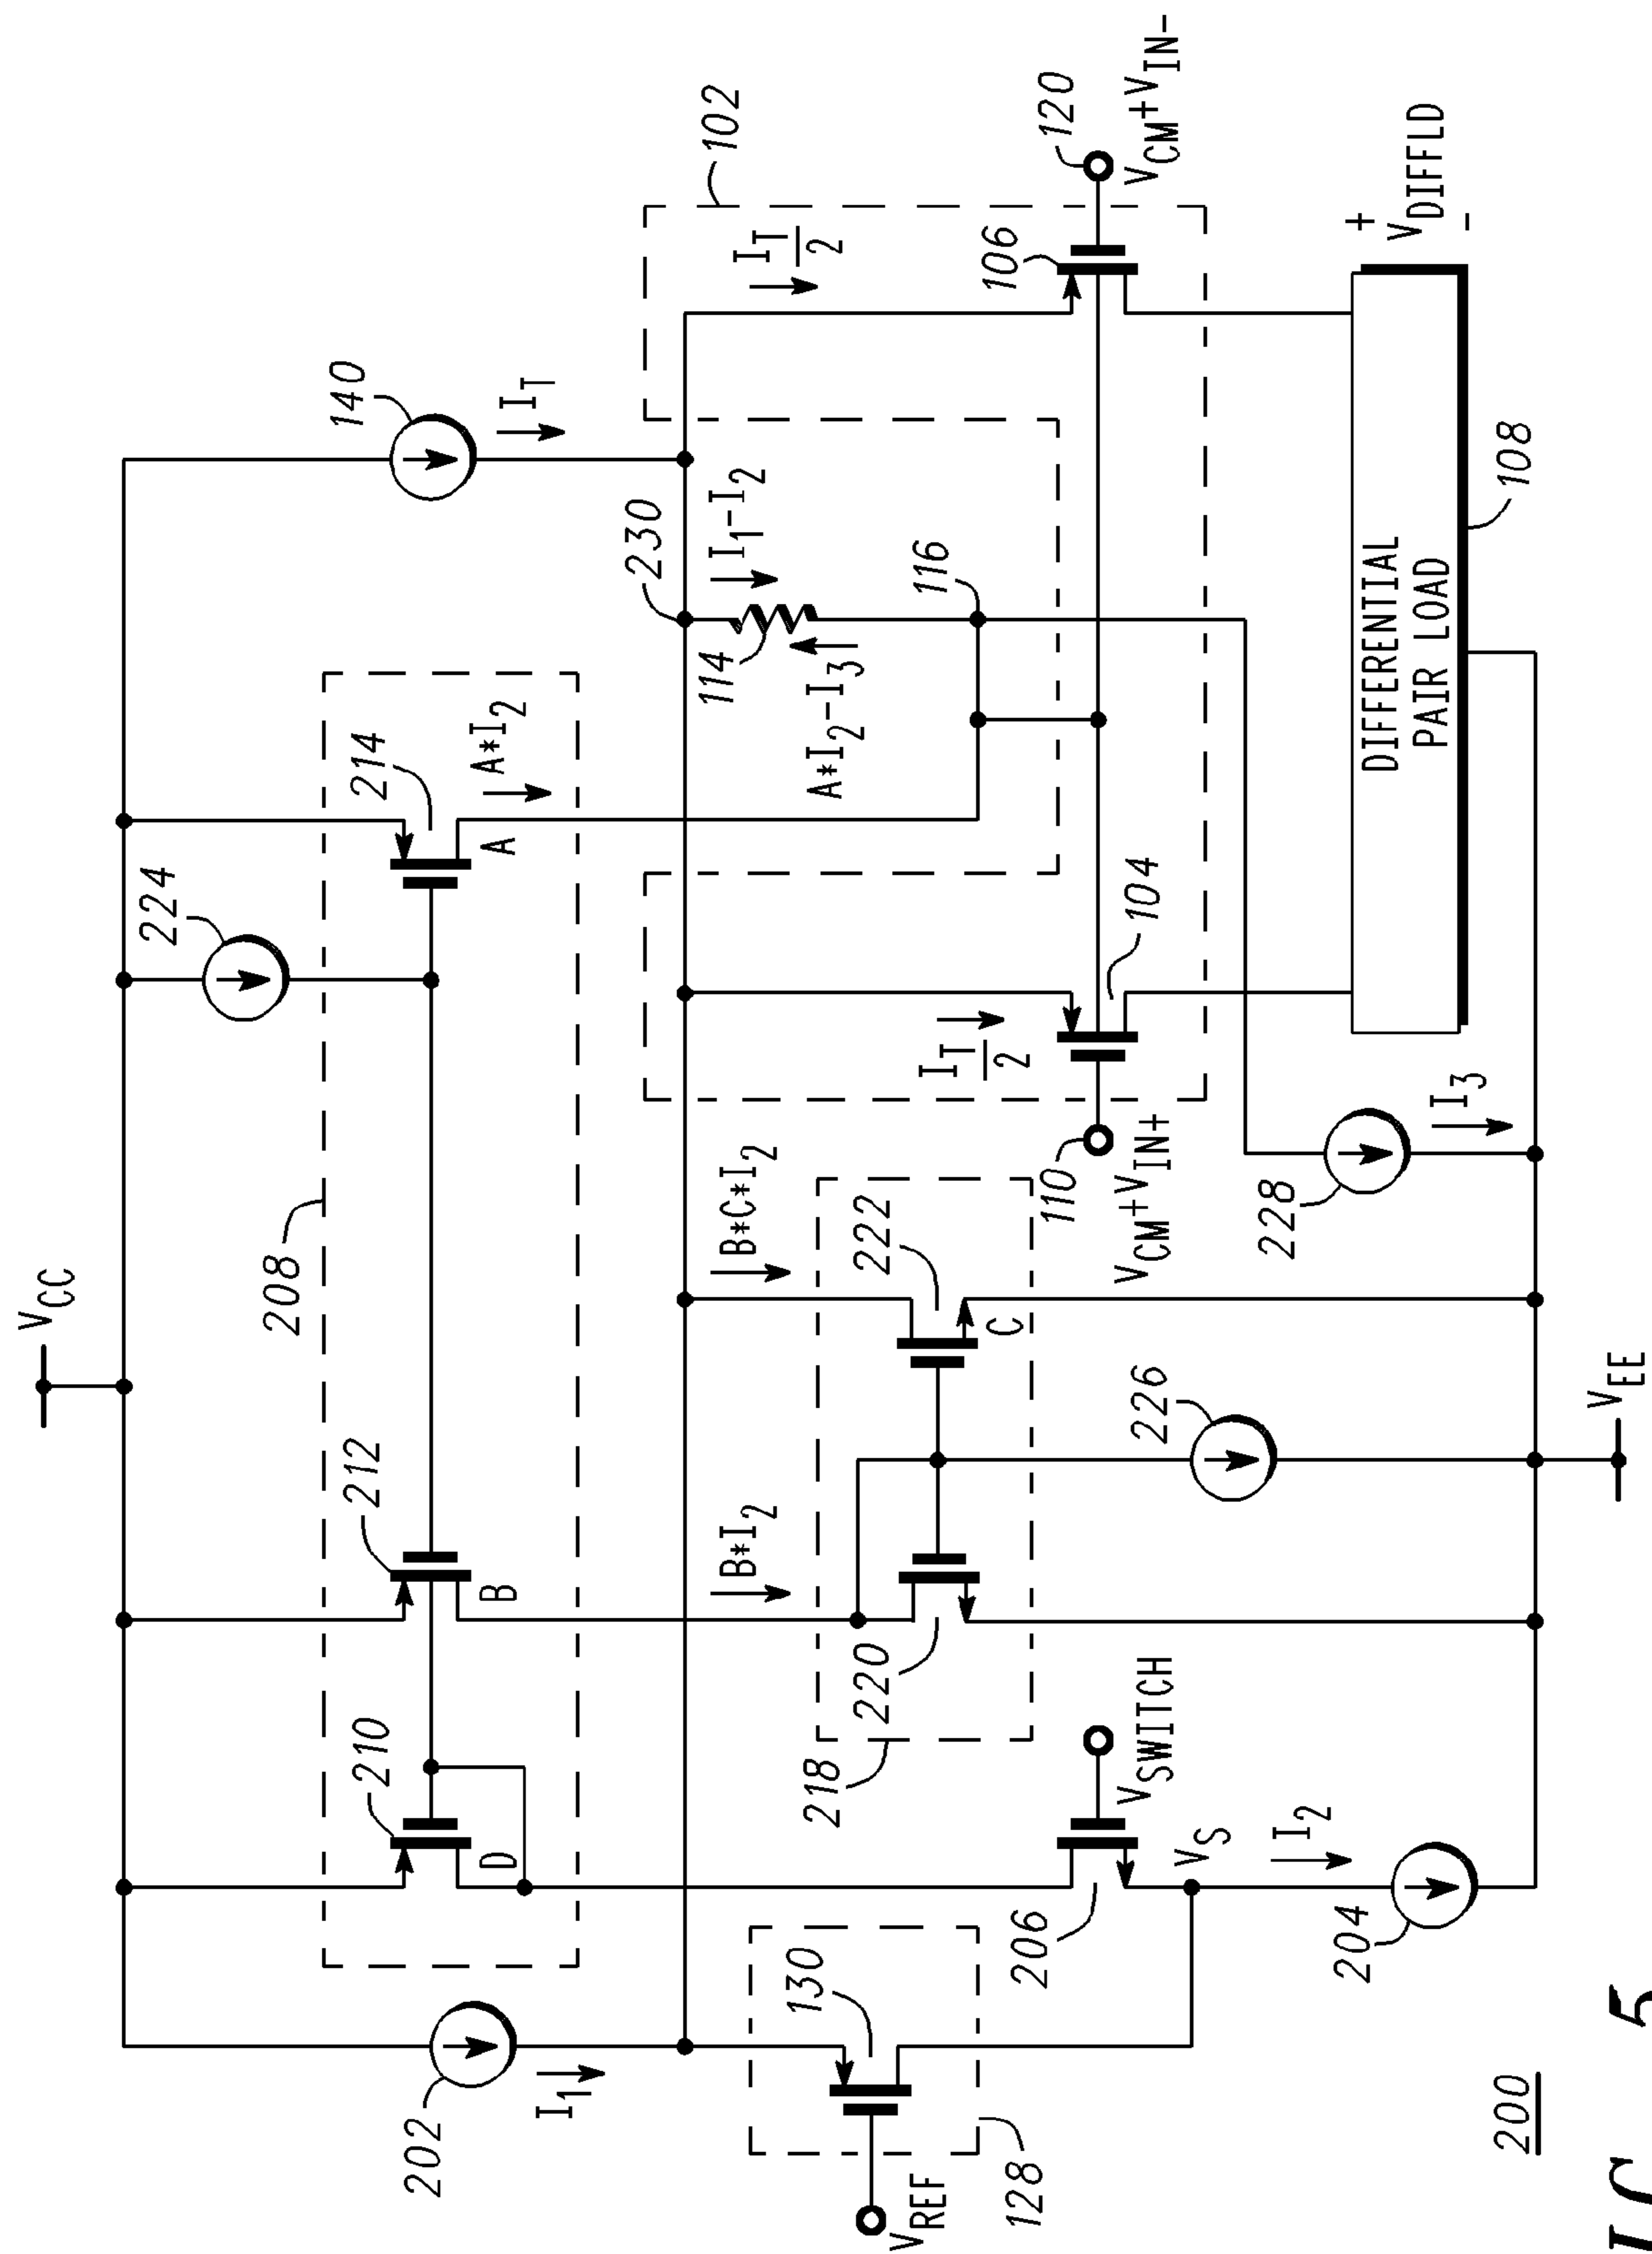 V_CC
224
140
I_T
208
210
212
214
D
B
A
A*I_2
202
I_1
230
102
I_1-I_2
I_T/2
114
A*I_2-I_3
116
B*I_2
B*C*I_2
I_T/2
106
104
128
130
V_REF
218
220
222
C
206
V_SWITCH
V_S
I_2
204
226
110
V_CM+V_IN+
120
V_CM+V_IN-
228
I_3
DIFFERENTIAL
PAIR LOAD
108
+
V_DIFFLD
-
V_EE
200
5